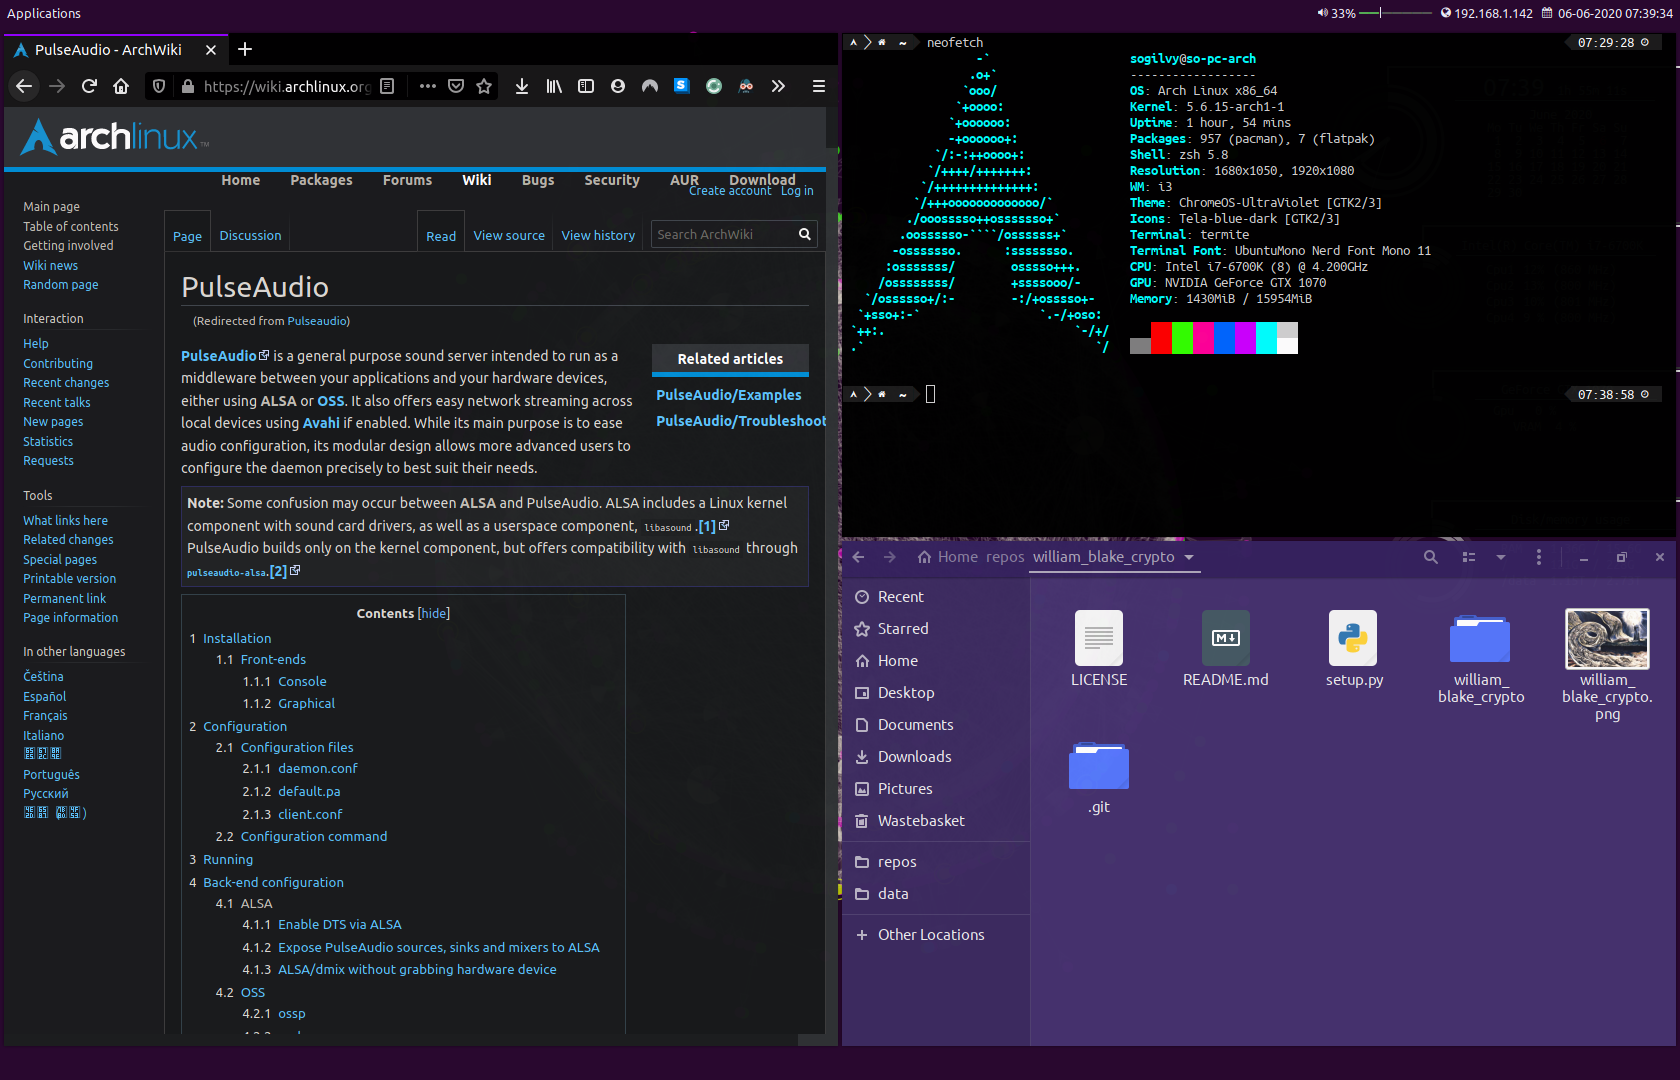 Applications
33%
192.168.1.142
06-06-2020 07:39:34
PulseAudio - ArchWiki
https://wiki.archlinux.org
archlinux
Home Packages Forums Wiki Bugs Security AUR Download
Create account Log in
Main page
Table of contents
Getting involved
Wiki news
Random page
Interaction
Help
Contributing
Recent changes
Recent talks
New pages
Statistics
Requests
Tools
What links here
Related changes
Special pages
Printable version
Permanent link
Page information
In other languages
Čeština
Español
Français
Italiano
Português
Русский
Page Discussion Read View source View history Search ArchWiki
PulseAudio
(Redirected from Pulseaudio)
PulseAudio is a general purpose sound server intended to run as a
middleware between your applications and your hardware devices,
either using ALSA or OSS. It also offers easy network streaming across
local devices using Avahi if enabled. While its main purpose is to ease
audio configuration, its modular design allows more advanced users to
configure the daemon precisely to best suit their needs.
Related articles
PulseAudio/Examples
PulseAudio/Troubleshoot
Note: Some confusion may occur between ALSA and PulseAudio. ALSA includes a Linux kernel
component with sound card drivers, as well as a userspace component, libasound.[1]
PulseAudio builds only on the kernel component, but offers compatibility with libasound through
pulseaudio-alsa.[2]
Contents [hide]
1 Installation
1.1 Front-ends
1.1.1 Console
1.1.2 Graphical
2 Configuration
2.1 Configuration files
2.1.1 daemon.conf
2.1.2 default.pa
2.1.3 client.conf
2.2 Configuration command
3 Running
4 Back-end configuration
4.1 ALSA
4.1.1 Enable DTS via ALSA
4.1.2 Expose PulseAudio sources, sinks and mixers to ALSA
4.1.3 ALSA/dmix without grabbing hardware device
4.2 OSS
4.2.1 ossp
~ neofetch
07:29:28
sogilvy@so-pc-arch
-----------------
OS: Arch Linux x86_64
Kernel: 5.6.15-arch1-1
Uptime: 1 hour, 54 mins
Packages: 957 (pacman), 7 (flatpak)
Shell: zsh 5.8
Resolution: 1680x1050, 1920x1080
WM: i3
Theme: ChromeOS-UltraViolet [GTK2/3]
Icons: Tela-blue-dark [GTK2/3]
Terminal: termite
Terminal Font: UbuntuMono Nerd Font Mono 11
CPU: Intel i7-6700K (8) @ 4.200GHz
GPU: NVIDIA GeForce GTX 1070
Memory: 1430MiB / 15954MiB
~
07:38:58
Home repos william_blake_crypto
Recent
Starred
Home
Desktop
Documents
Downloads
Pictures
Wastebasket
repos
data
+ Other Locations
LICENSE
README.md
setup.py
william_
blake_crypto
william_
blake_crypto.
png
.git